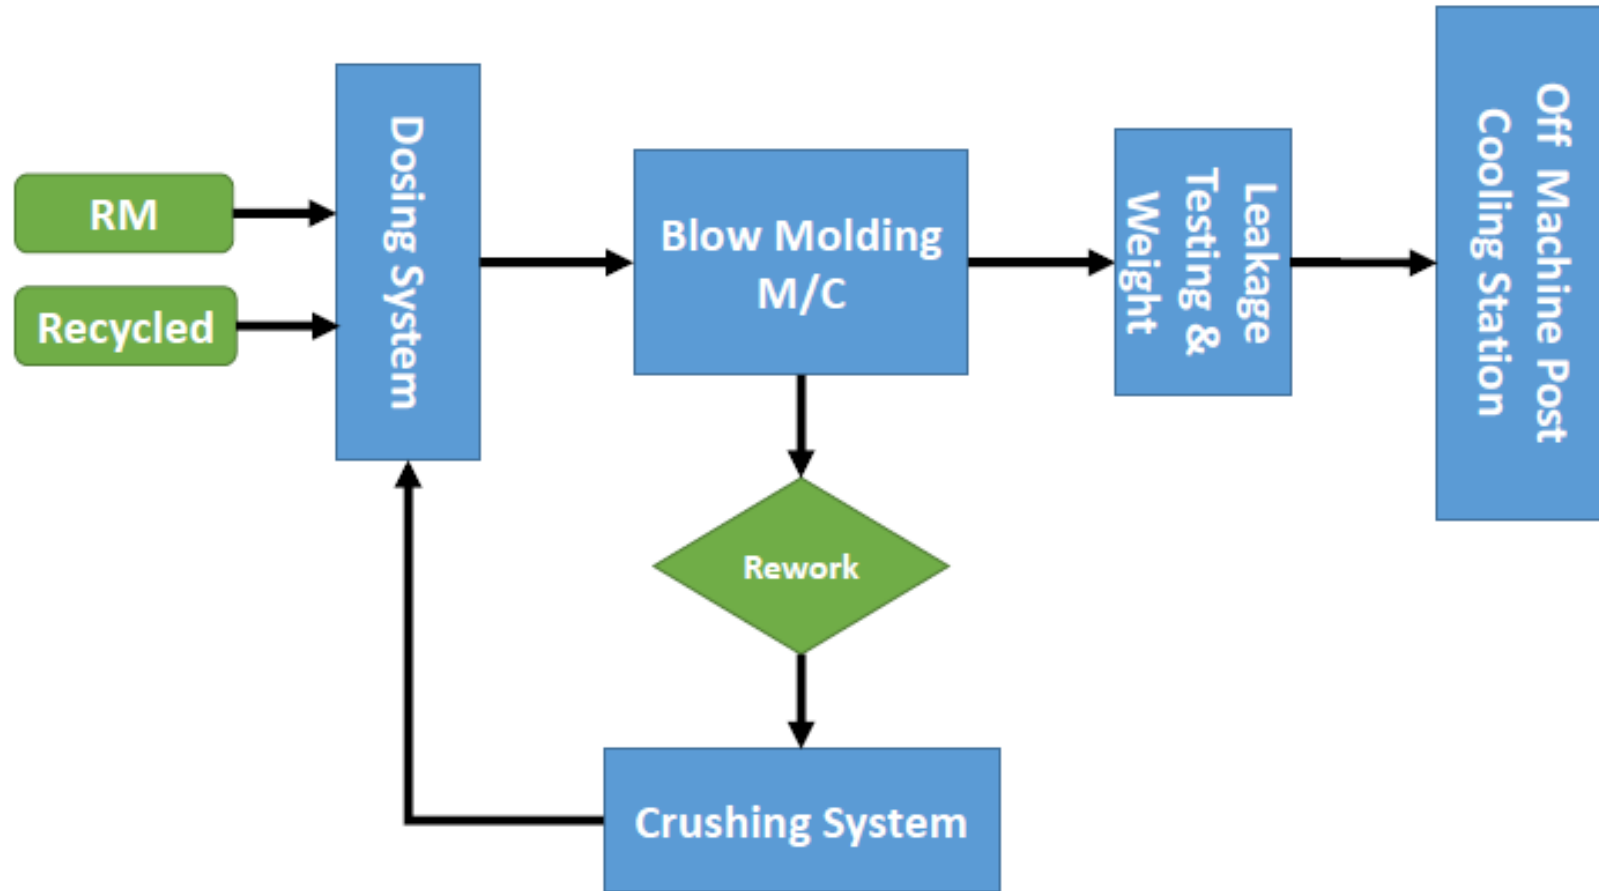 RM
Recycled
Dosing System
Blow Molding
M/C
Leakage
Testing &
Weight
Off Machine Post
Cooling Station
Rework
Crushing System